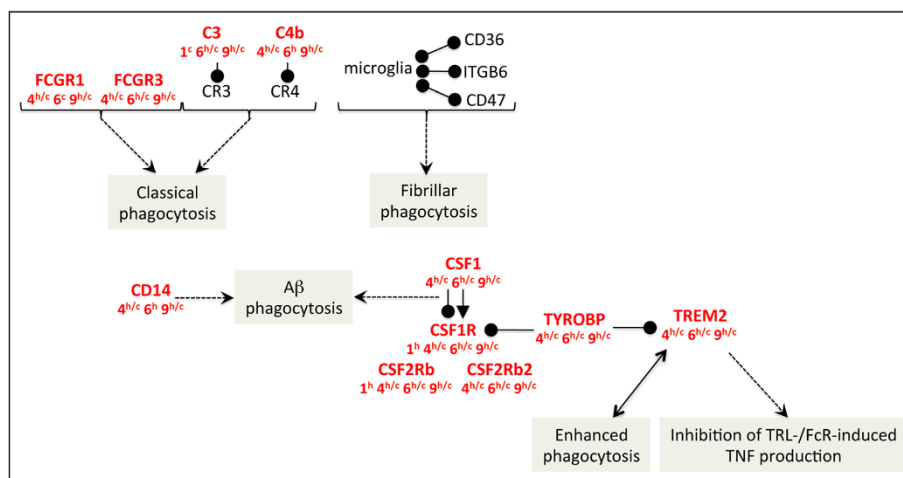 C3
1ᶜ 6ʰ/ᶜ 9ʰ/ᶜ
C4b
4ʰ/ᶜ 6ʰ 9ʰ/ᶜ
CD36
microglia
ITGB6
FCGR1
4ʰ/ᶜ 6ᶜ 9ʰ/ᶜ
FCGR3
4ʰ/ᶜ 6ʰ/ᶜ 9ʰ/ᶜ
CR3
CR4
CD47
Classical
phagocytosis
Fibrillar
phagocytosis
CD14
4ʰ/ᶜ 6ʰ 9ʰ/ᶜ
Aβ
phagocytosis
CSF1
4ʰ/ᶜ 6ʰ/ᶜ 9ʰ/ᶜ
CSF1R
1ʰ 4ʰ/ᶜ 6ʰ/ᶜ 9ʰ/ᶜ
TYROBP
4ʰ/ᶜ 6ʰ/ᶜ 9ʰ/ᶜ
TREM2
4ʰ/ᶜ 6ʰ/ᶜ 9ʰ/ᶜ
CSF2Rb
1ʰ 4ʰ/ᶜ 6ʰ/ᶜ 9ʰ/ᶜ
CSF2Rb2
4ʰ/ᶜ 6ʰ/ᶜ 9ʰ/ᶜ
Enhanced
phagocytosis
Inhibition of TRL-/FcR-induced
TNF production